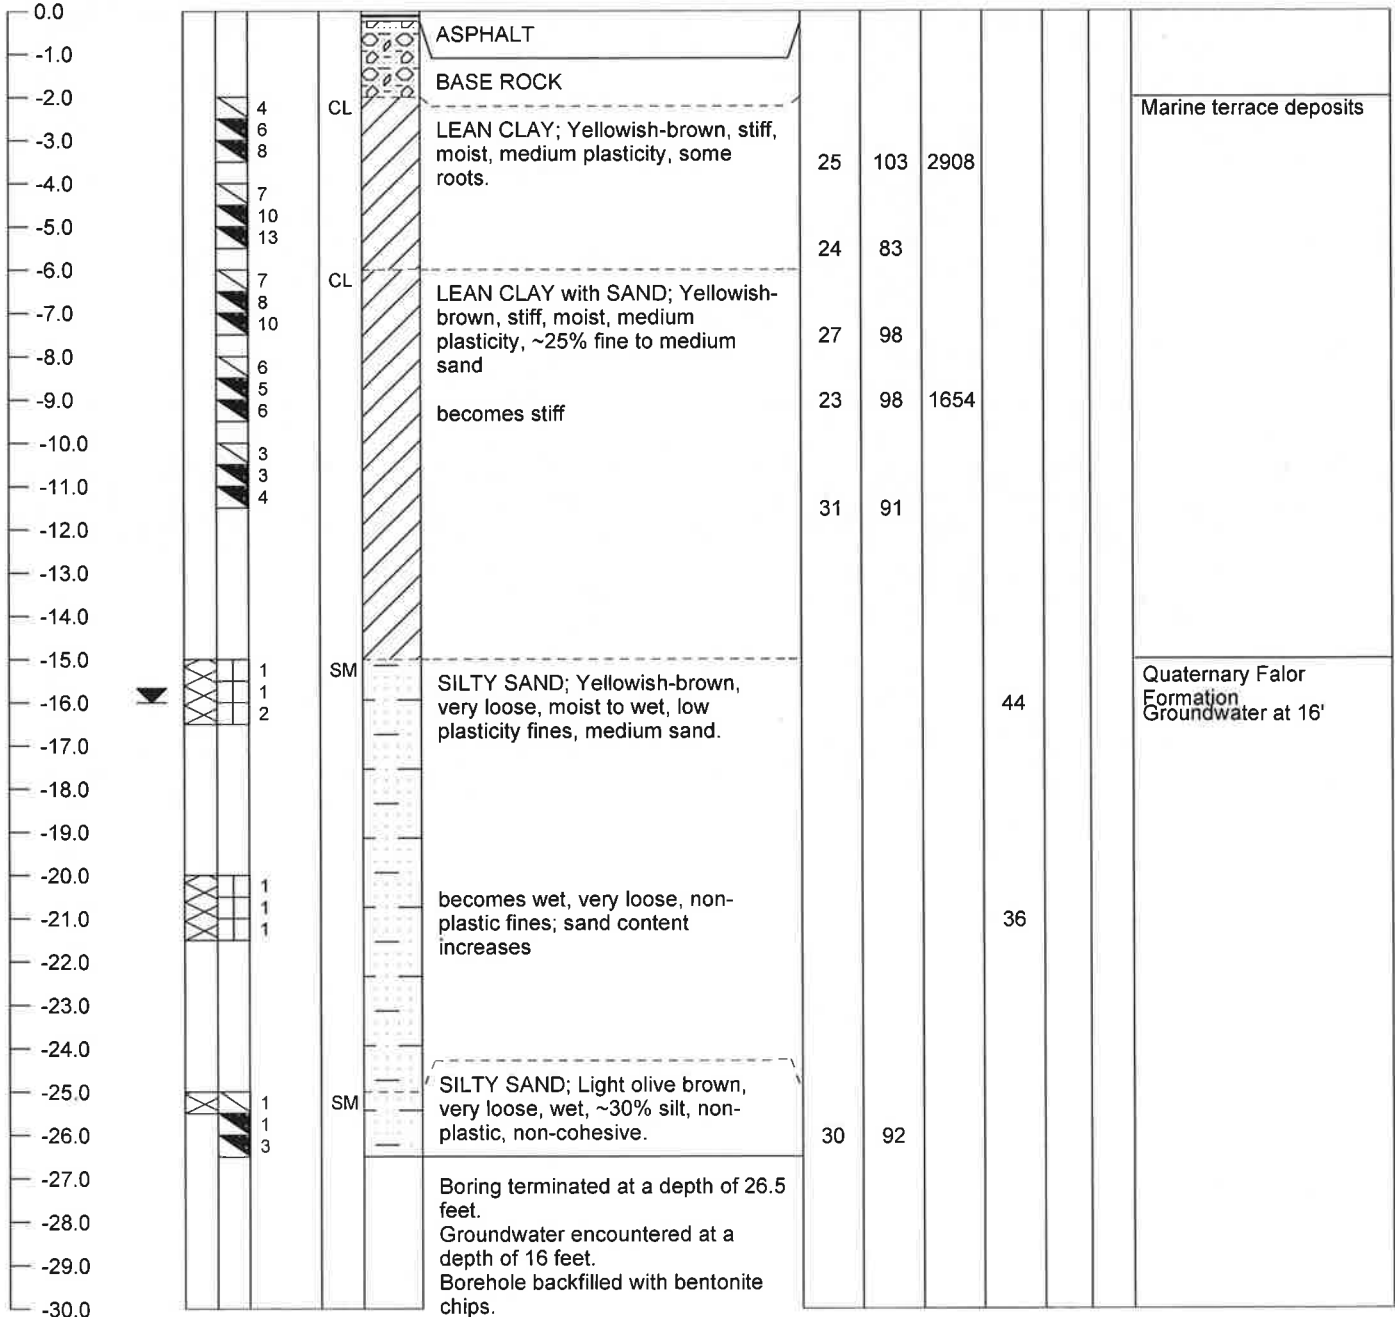 0.0
ASPHALT
-1.0
BASE ROCK
-2.0
4
CL
Marine terrace deposits
6
LEAN CLAY; Yellowish-brown, stiff,
-3.0
8
moist, medium plasticity, some
25 103 2908
roots.
-4.0
7
10
-5.0
13
24 83
-6.0
7
CL
8
LEAN CLAY with SAND; Yellowish-
-7.0
10
brown, stiff, moist, medium
27 98
plasticity, ~25% fine to medium
-8.0
6
sand
5
-9.0
6
becomes stiff
23 98 1654
-10.0
3
3
-11.0
4
31 91
-12.0
-13.0
-14.0
-15.0
1
SM
SILTY SAND; Yellowish-brown,
Quaternary Falor
1
very loose, moist to wet, low
Formation
-16.0
2
plasticity fines, medium sand.
44
Groundwater at 16'
-17.0
-18.0
-19.0
-20.0
1
becomes wet, very loose, non-
-21.0
1
plastic fines; sand content
36
1
increases
-22.0
-23.0
-24.0
-25.0
1
SM
SILTY SAND; Light olive brown,
1
very loose, wet, ~30% silt, non-
-26.0
3
plastic, non-cohesive.
30 92
-27.0
Boring terminated at a depth of 26.5
feet.
-28.0
Groundwater encountered at a
depth of 16 feet.
-29.0
Borehole backfilled with bentonite
chips.
-30.0